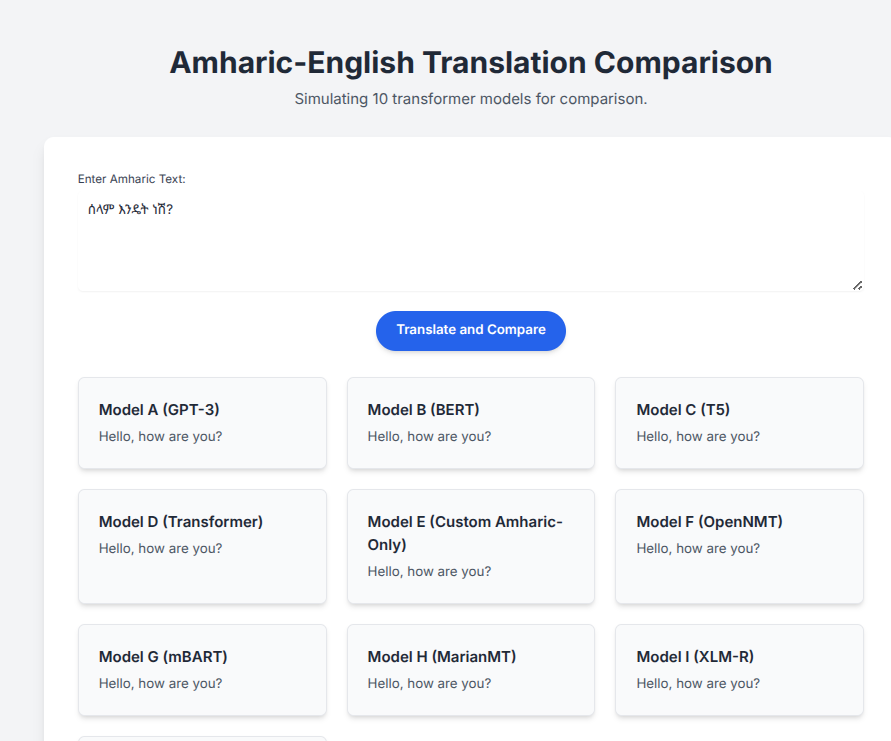 Amharic-English Translation Comparison
Simulating 10 transformer models for comparison.
Enter Amharic Text:
ሰላም እንዴት ነሽ?
Translate and Compare
Model A (GPT-3)
Hello, how are you?
Model B (BERT)
Hello, how are you?
Model C (T5)
Hello, how are you?
Model D (Transformer)
Hello, how are you?
Model E (Custom Amharic-
Only)
Hello, how are you?
Model F (OpenNMT)
Hello, how are you?
Model G (mBART)
Hello, how are you?
Model H (MarianMT)
Hello, how are you?
Model I (XLM-R)
Hello, how are you?